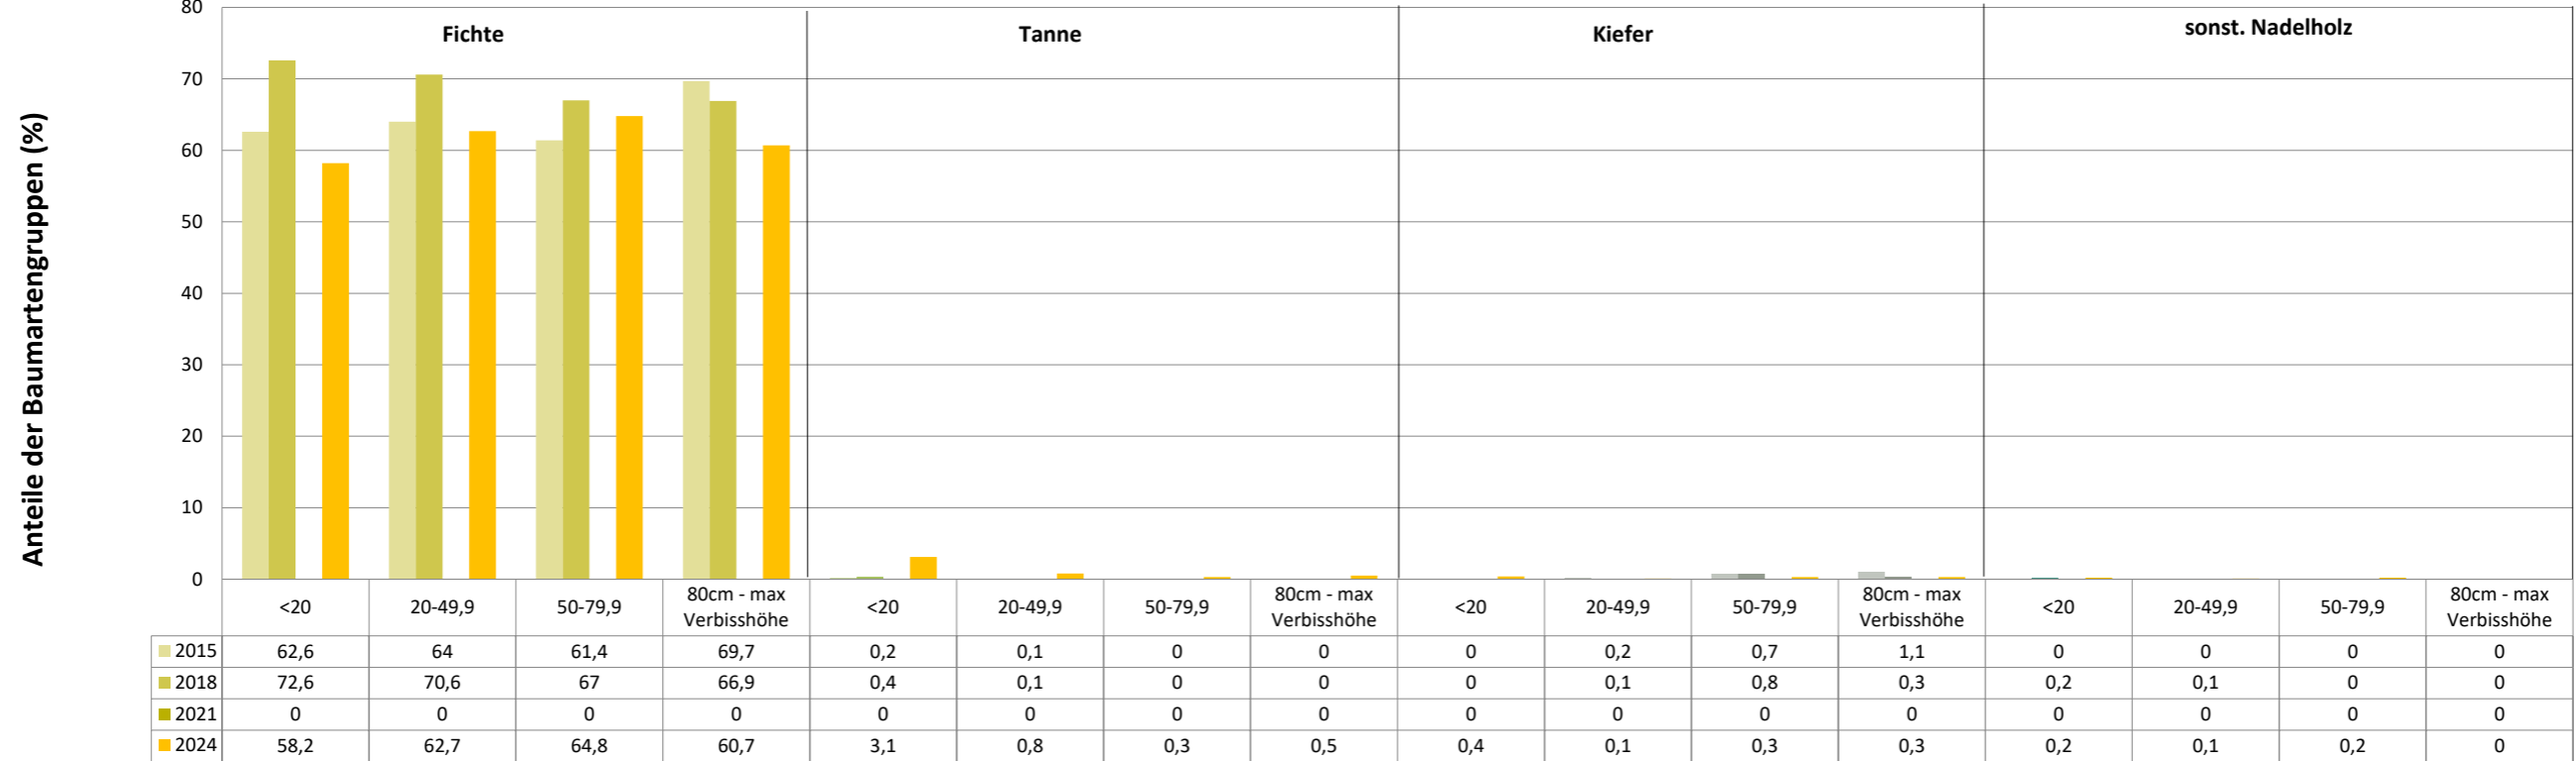 Anteile der Baumartengruppen (%)
80
70
60
50
40
30
20
10
0
Fichte Tanne Kiefer sonst. Nadelholz
<20 20-49,9 50-79,9 80cm - max Verbisshöhe <20 20-49,9 50-79,9 80cm - max Verbisshöhe <20 20-49,9 50-79,9 80cm - max Verbisshöhe <20 20-49,9 50-79,9 80cm - max Verbisshöhe
2015 62,6 64 61,4 69,7 0,2 0,1 0 0 0 0,2 0,7 1,1 0 0 0 0
2018 72,6 70,6 67 66,9 0,4 0,1 0 0 0 0,1 0,8 0,3 0,2 0,1 0 0
2021 0 0 0 0 0 0 0 0 0 0 0 0 0 0 0 0
2024 58,2 62,7 64,8 60,7 3,1 0,8 0,3 0,5 0,4 0,1 0,3 0,3 0,2 0,1 0,2 0